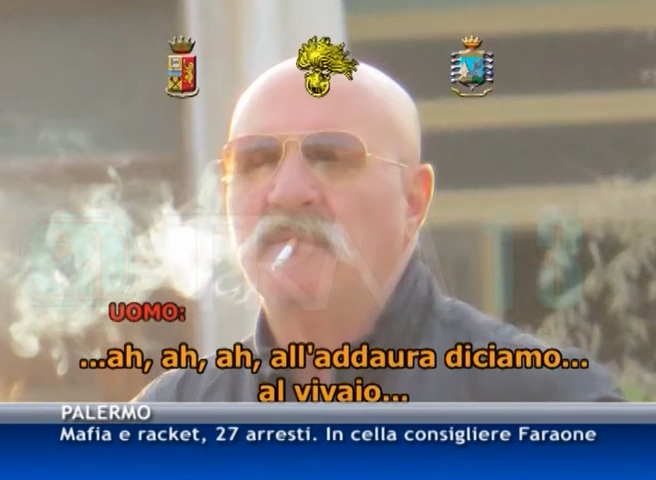 UOMO:
...ah, ah, ah, all'addaura diciamo...
al vivaio...
PALERMO
Mafia e racket, 27 arresti. In cella consigliere Faraone